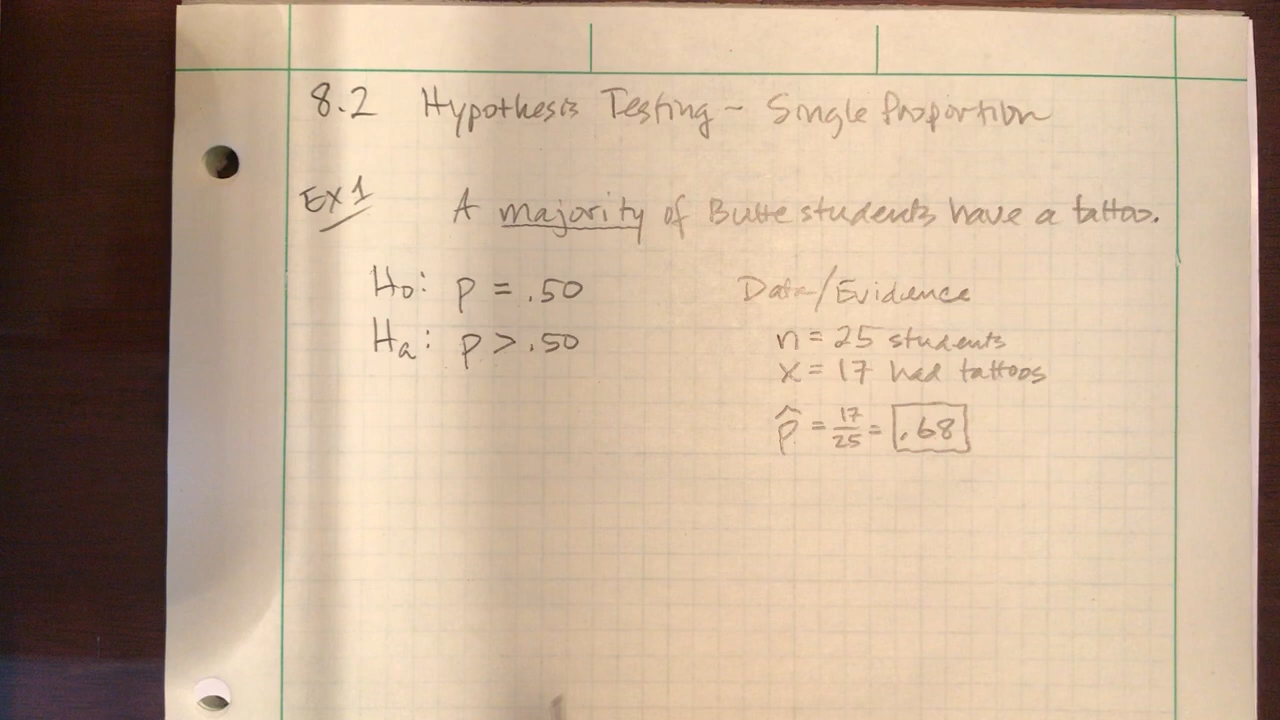 8.2 Hypothesis Testing ~ Single Proportion
Ex 1 A majority of Butte students have a tattoo.
H₀: p = .50
Hₐ: p > .50
Data/Evidence
n = 25 students
x = 17 had tattoos
p̂ = 17/25 = .68